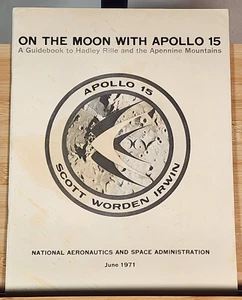 ON THE MOON WITH APOLLO 15
A Guidebook to Hadley Rille and the Apennine Mountains
APOLLO 15
SCOTT WORDEN IRWIN
NATIONAL AERONAUTICS AND SPACE ADMINISTRATION
June 1971